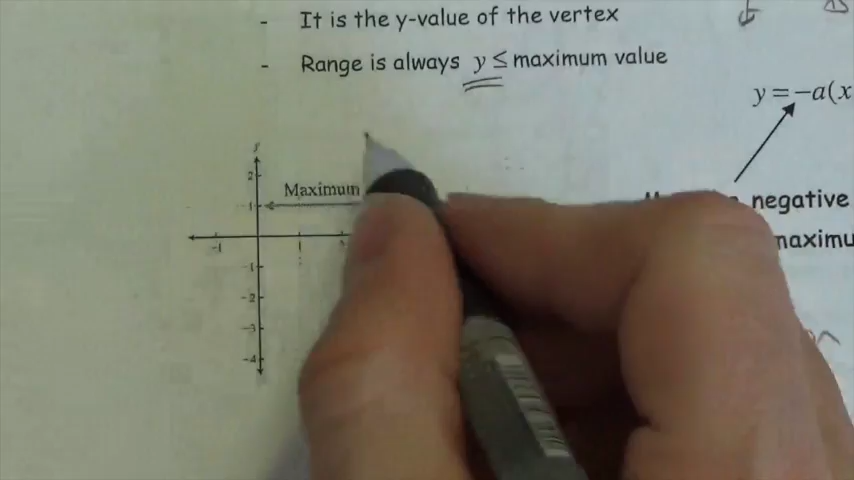 - It is the y-value of the vertex
- Range is always y ≤ maximum value
y = -a(x
y
2
Maximum
1
negative
maximu
-1
1
-1
-2
-3
-4